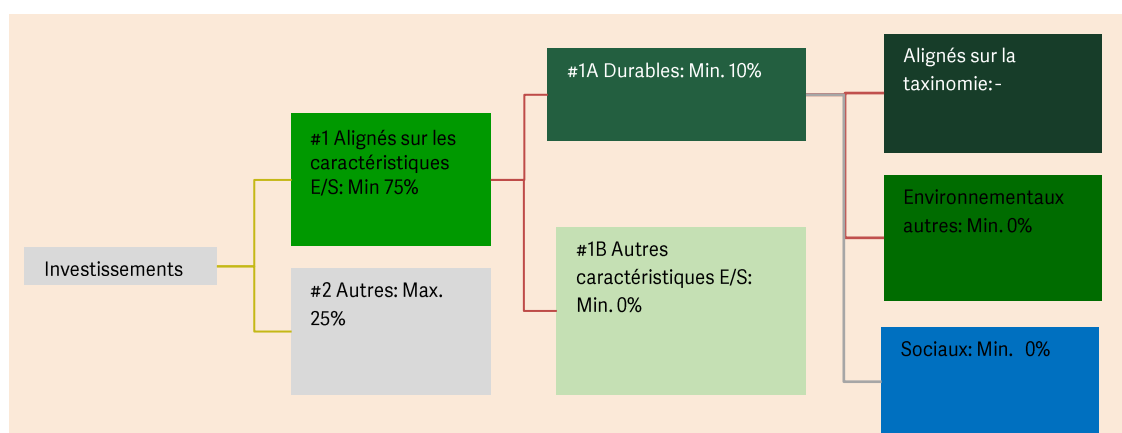 Investissements
#1 Alignés sur les
caractéristiques
E/S: Min 75%
#2 Autres: Max.
25%
#1A Durables: Min. 10%
#1B Autres
caractéristiques E/S:
Min. 0%
Alignés sur la
taxinomie:-
Environnementaux
autres: Min. 0%
Sociaux: Min. 0%